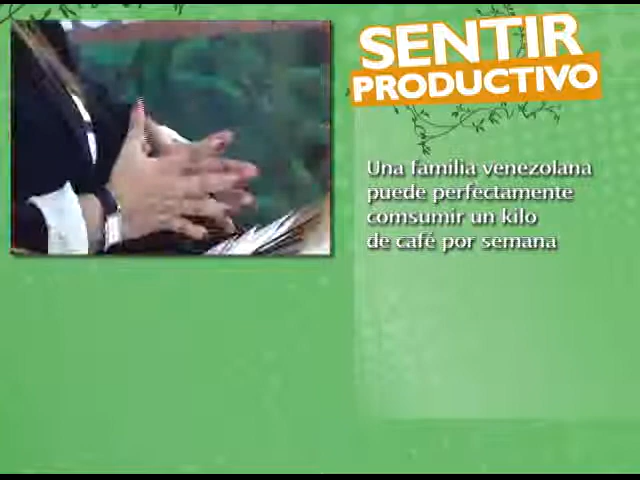 SENTIR
PRODUCTIVO
Una familia venezolana
puede perfectamente
comsumir un kilo
de café por semana